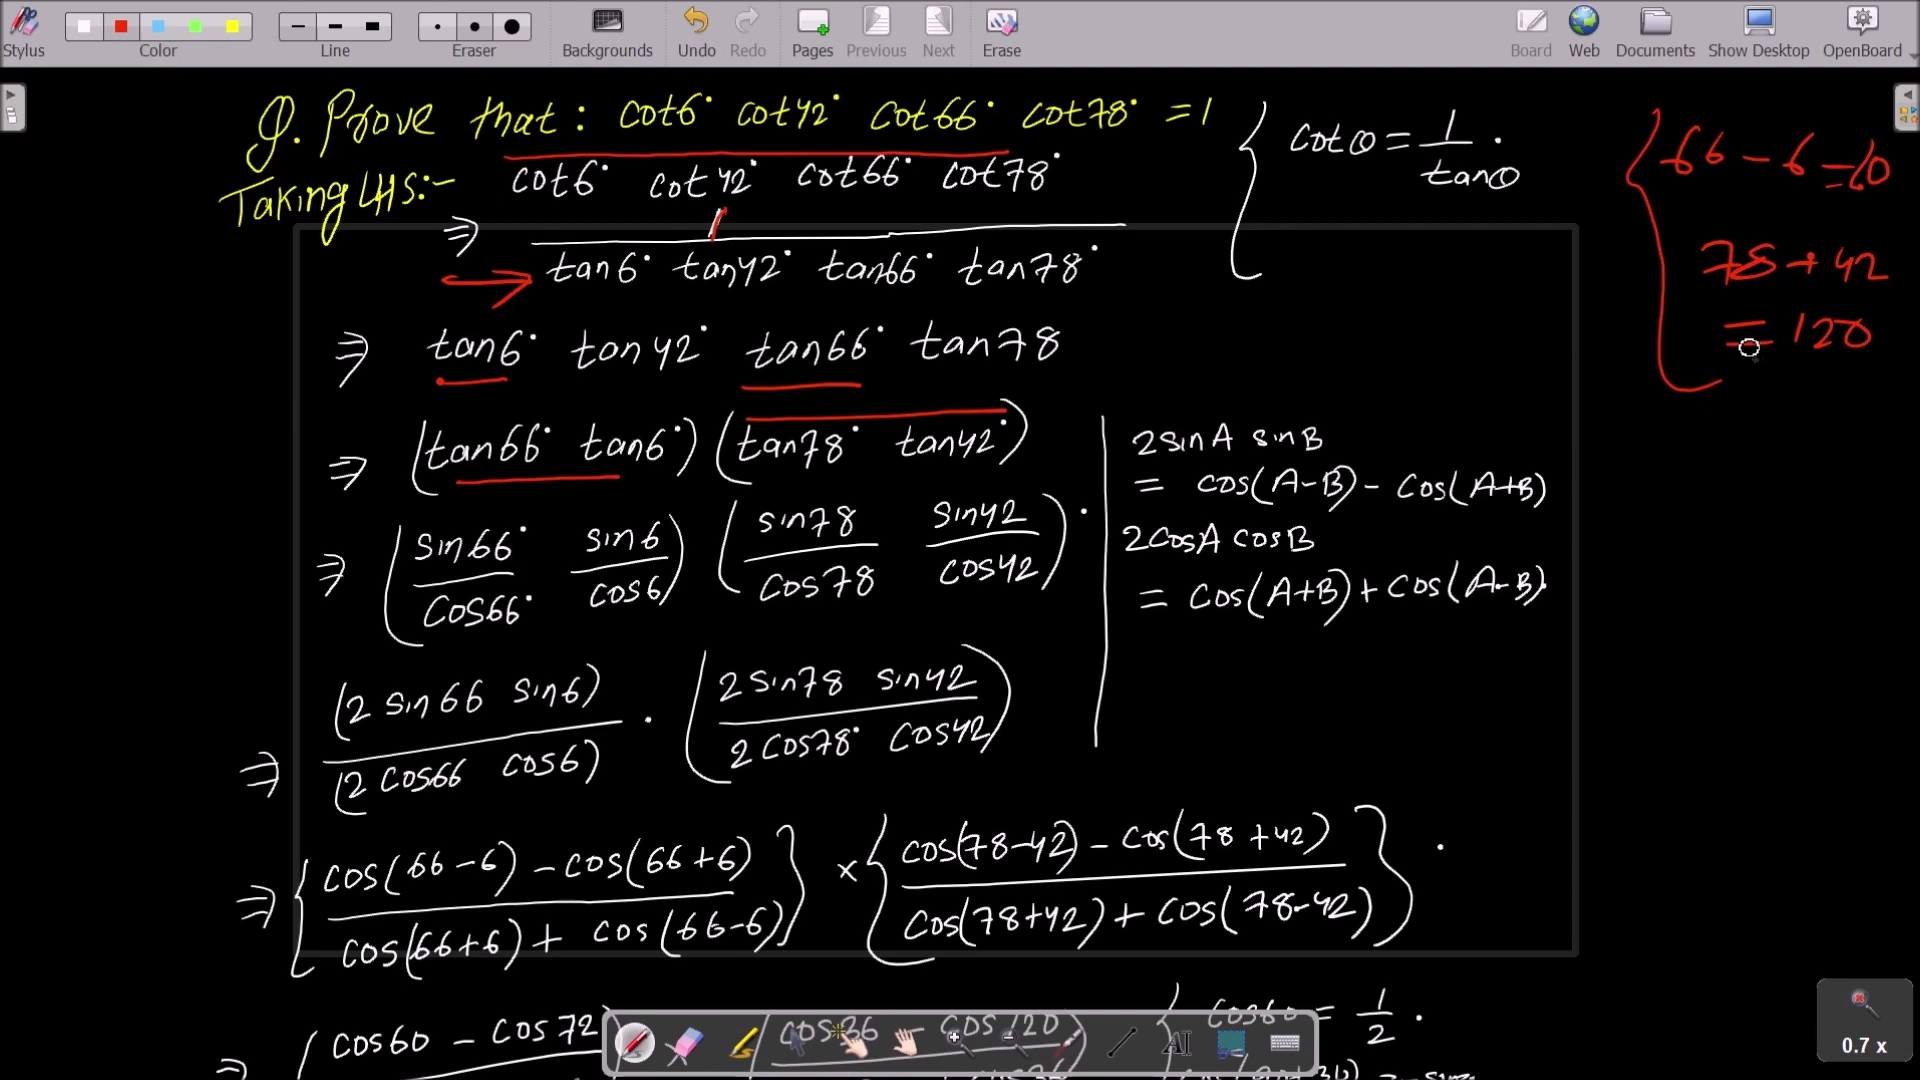 Stylus Color Line Eraser Backgrounds Undo Redo Pages Previous Next Erase Board Web Documents Show Desktop OpenBoard
Q. Prove that : cot6° cot42° cot66° cot78° = 1
Taking LHS:- cot6° cot42° cot66° cot78°
cotθ = 1/tanθ .
66 - 6 = 60
78 + 42
= 120
⇒ 1
tan6° tan42° tan66° tan78°
⇒ tan6° tan42° tan66° tan78
⇒ (tan66° tan6°) (tan78° tan42°)
⇒ (sin66°/cos66° sin6/cos6) (sin78/cos78 sin42/cos42) .
2sinA sinB
= cos(A-B) - cos(A+B)
2cosA cosB
= cos(A+B) + cos(A-B).
⇒ (2 sin66 sin6)/(2 cos66 cos6) . (2sin78 sin42/2cos78° cos42)
⇒ {cos(66-6) - cos(66+6)/cos(66+6) + cos(66-6)} × {cos(78-42) - cos(78+42)/cos(78+42) + cos(78-42)} .
⇒ (cos60 - cos72 cos36 - cos120
cos60 = 1/2 .
0.7 x